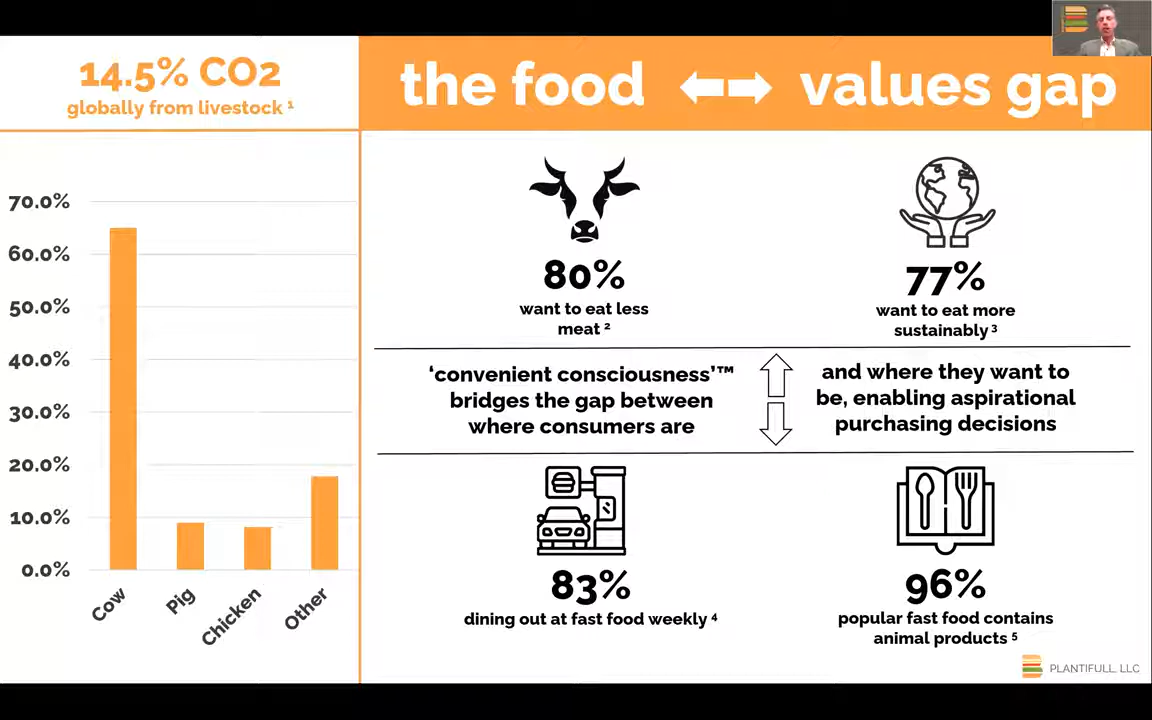 14.5% CO2
globally from livestock ¹
the food values gap
70.0%
60.0%
50.0%
40.0%
30.0%
20.0%
10.0%
0.0%
Cow
Pig
Chicken
Other
80%
want to eat less
meat ²
77%
want to eat more
sustainably ³
‘convenient consciousness’™
bridges the gap between
where consumers are
and where they want to
be, enabling aspirational
purchasing decisions
83%
dining out at fast food weekly ⁴
96%
popular fast food contains
animal products ⁵
PLANTIFULL, LLC